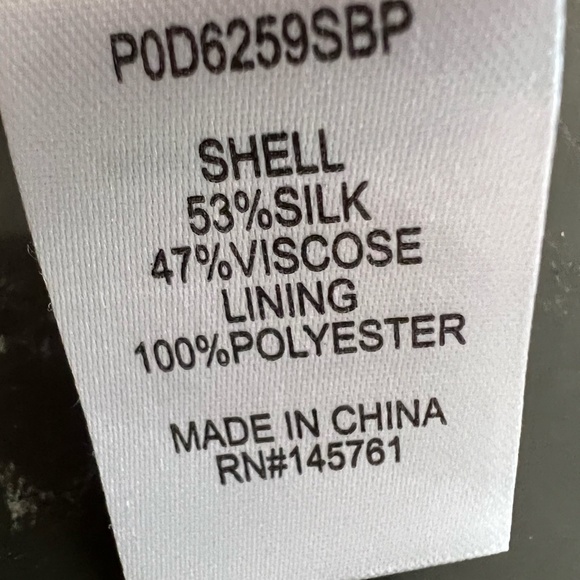 P0D6259SBP
SHELL
53%SILK
47%VISCOSE
LINING
100%POLYESTER
MADE IN CHINA
RN#145761